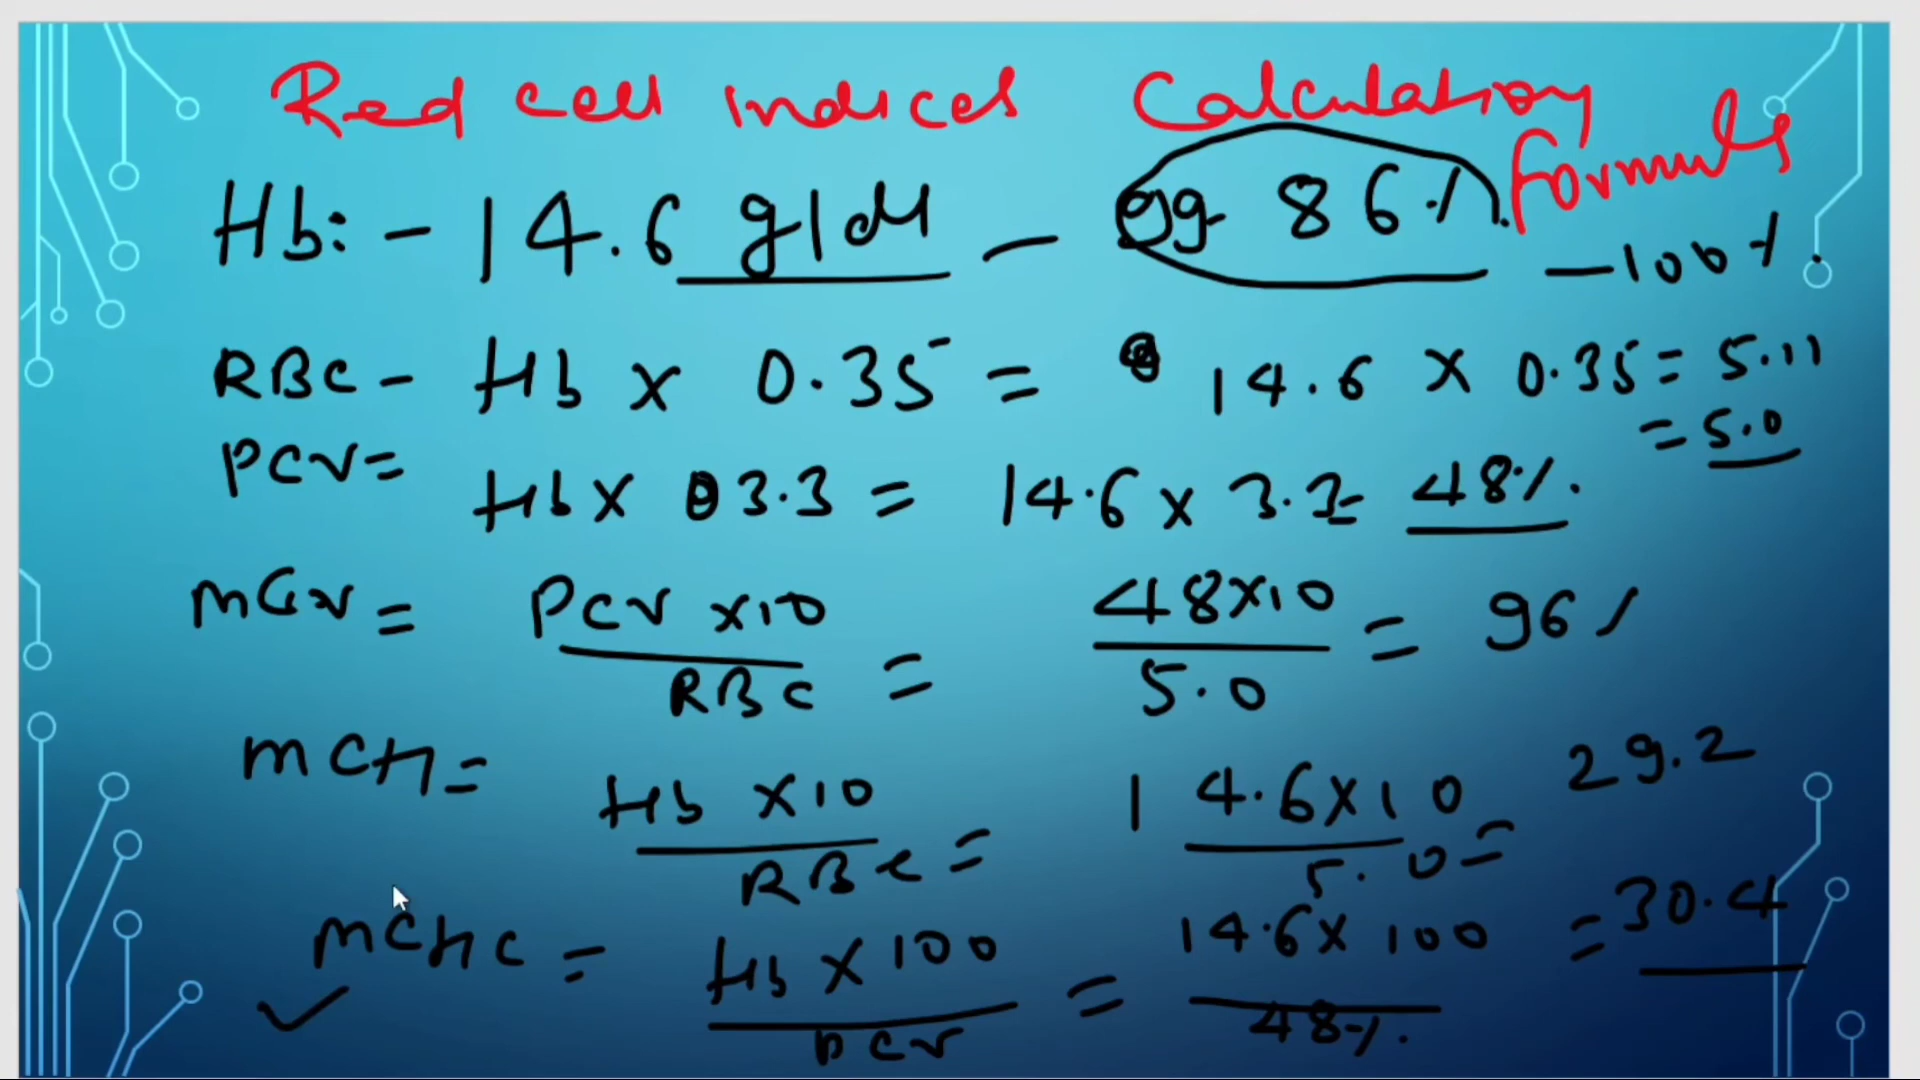 Red cell indices Calculation
Formula
Hb:- 14.6 g/dl - 86%. - 100%.
RBC - Hb x 0.35 = 14.6 x 0.35 = 5.11
= 5.0
PCV = Hb x 3.3 = 14.6 x 3.3 = 48%.
MCV = PCV x10 / RBC = 48x10 / 5.0 = 96
MCH = Hb x10 / RBC = 14.6x10 / 5.0 = 29.2
MCHC = Hb x 100 / PCV = 14.6x 100 / 48%. = 30.4